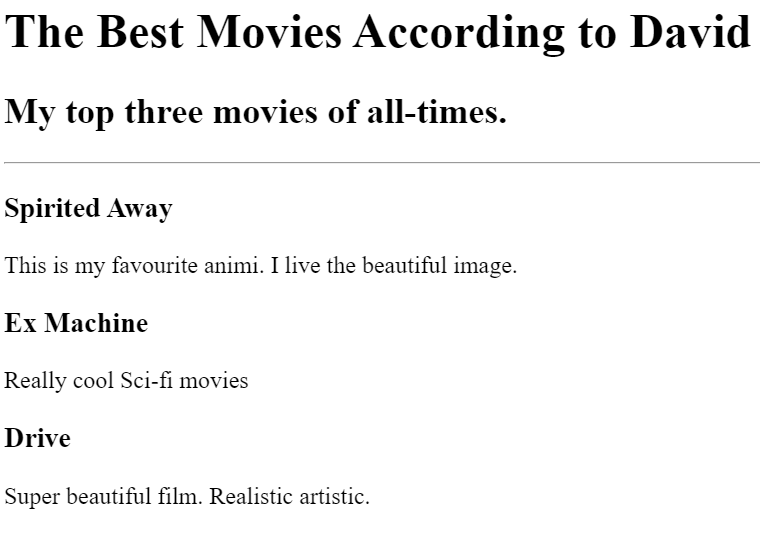 The Best Movies According to David
My top three movies of all-times.
Spirited Away
This is my favourite animi. I live the beautiful image.
Ex Machine
Really cool Sci-fi movies
Drive
Super beautiful film. Realistic artistic.